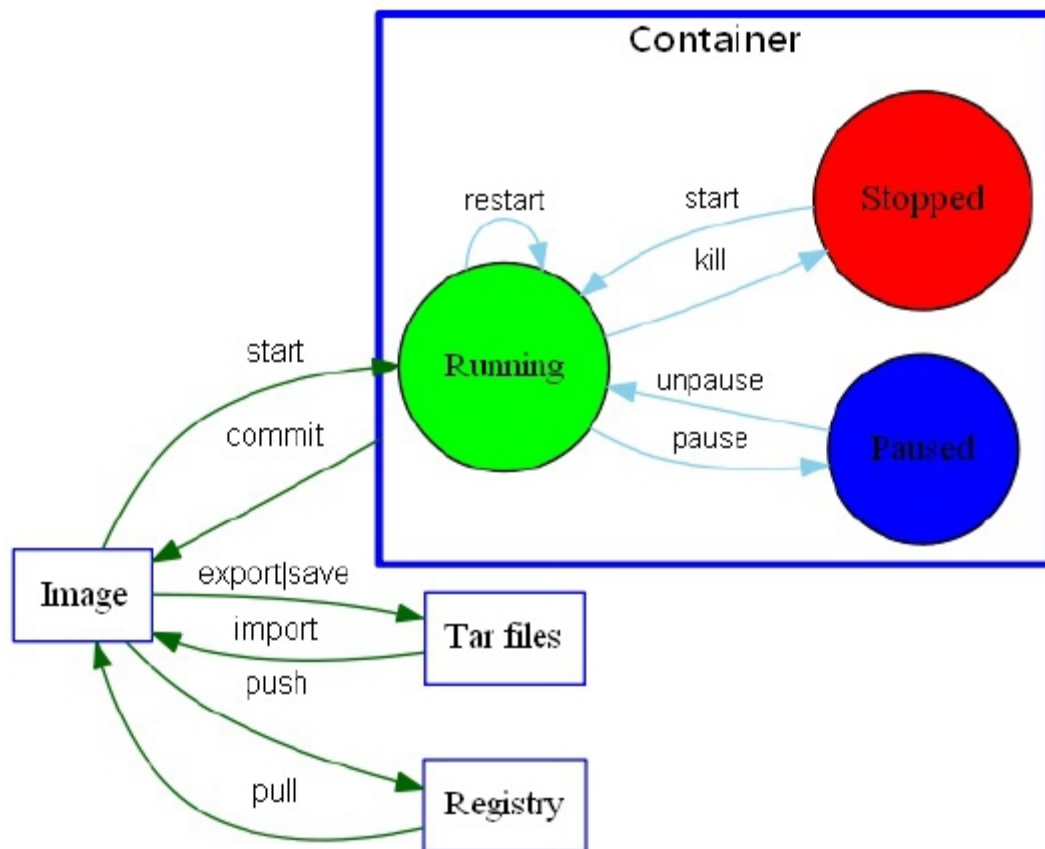 Container
Stopped
restart
start
kill
Running
start
unpause
commit
pause
Paused
Image
export|save
import
Tar files
push
pull
Registry